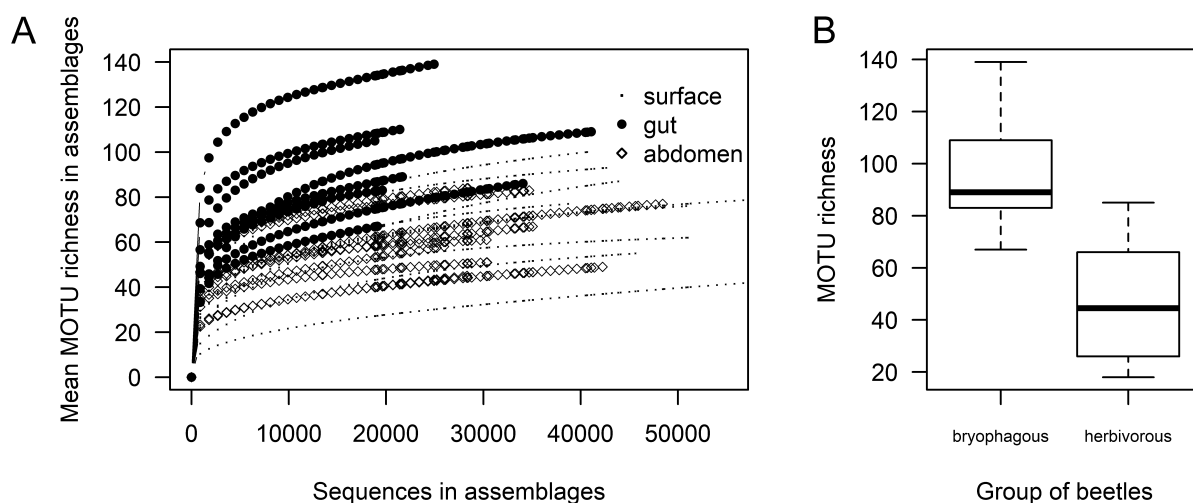 A
Mean MOTU richness in assemblages
140
120
100
80
60
40
20
0
surface
gut
abdomen
0 10000 20000 30000 40000 50000
Sequences in assemblages
B
MOTU richness
140
120
100
80
60
40
20
bryophagous herbivorous
Group of beetles